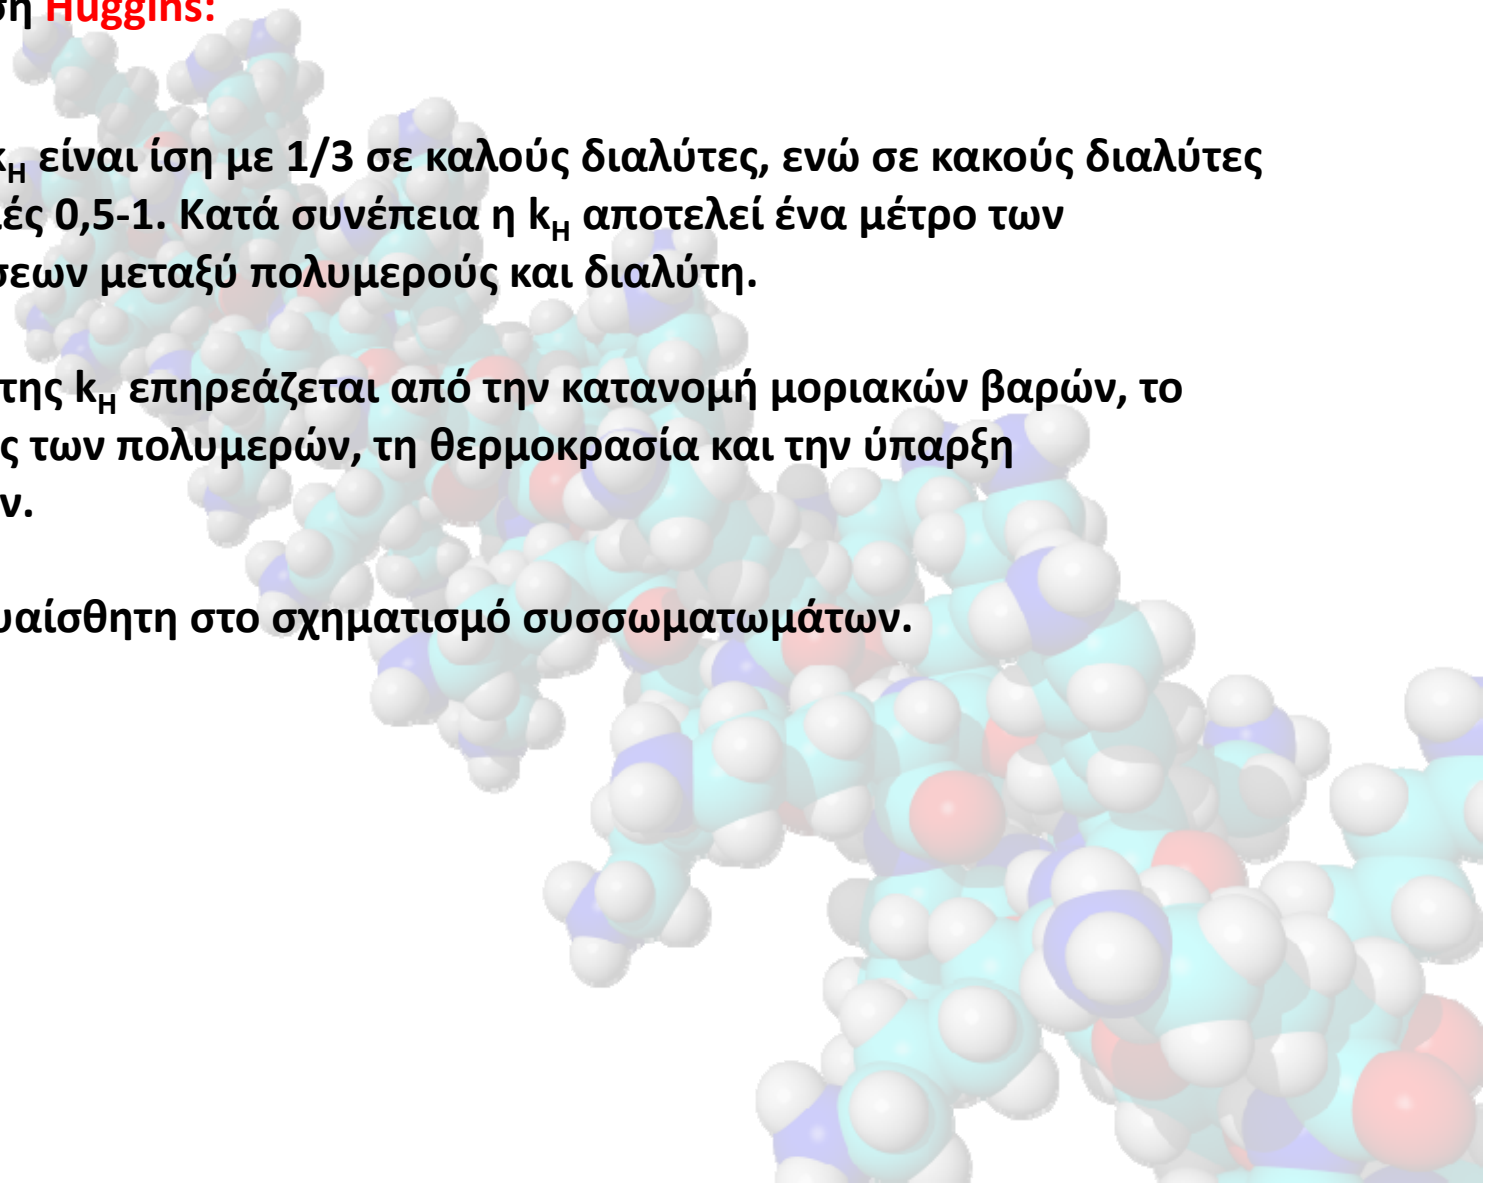 ση Huggins:
kH είναι ίση με 1/3 σε καλούς διαλύτες, ενώ σε κακούς διαλύτες
ές 0,5-1. Κατά συνέπεια η kH αποτελεί ένα μέτρο των
σεων μεταξύ πολυμερούς και διαλύτη.
της kH επηρεάζεται από την κατανομή μοριακών βαρών, το
ς των πολυμερών, τη θερμοκρασία και την ύπαρξη
ν.
υαίσθητη στο σχηματισμό συσσωματωμάτων.